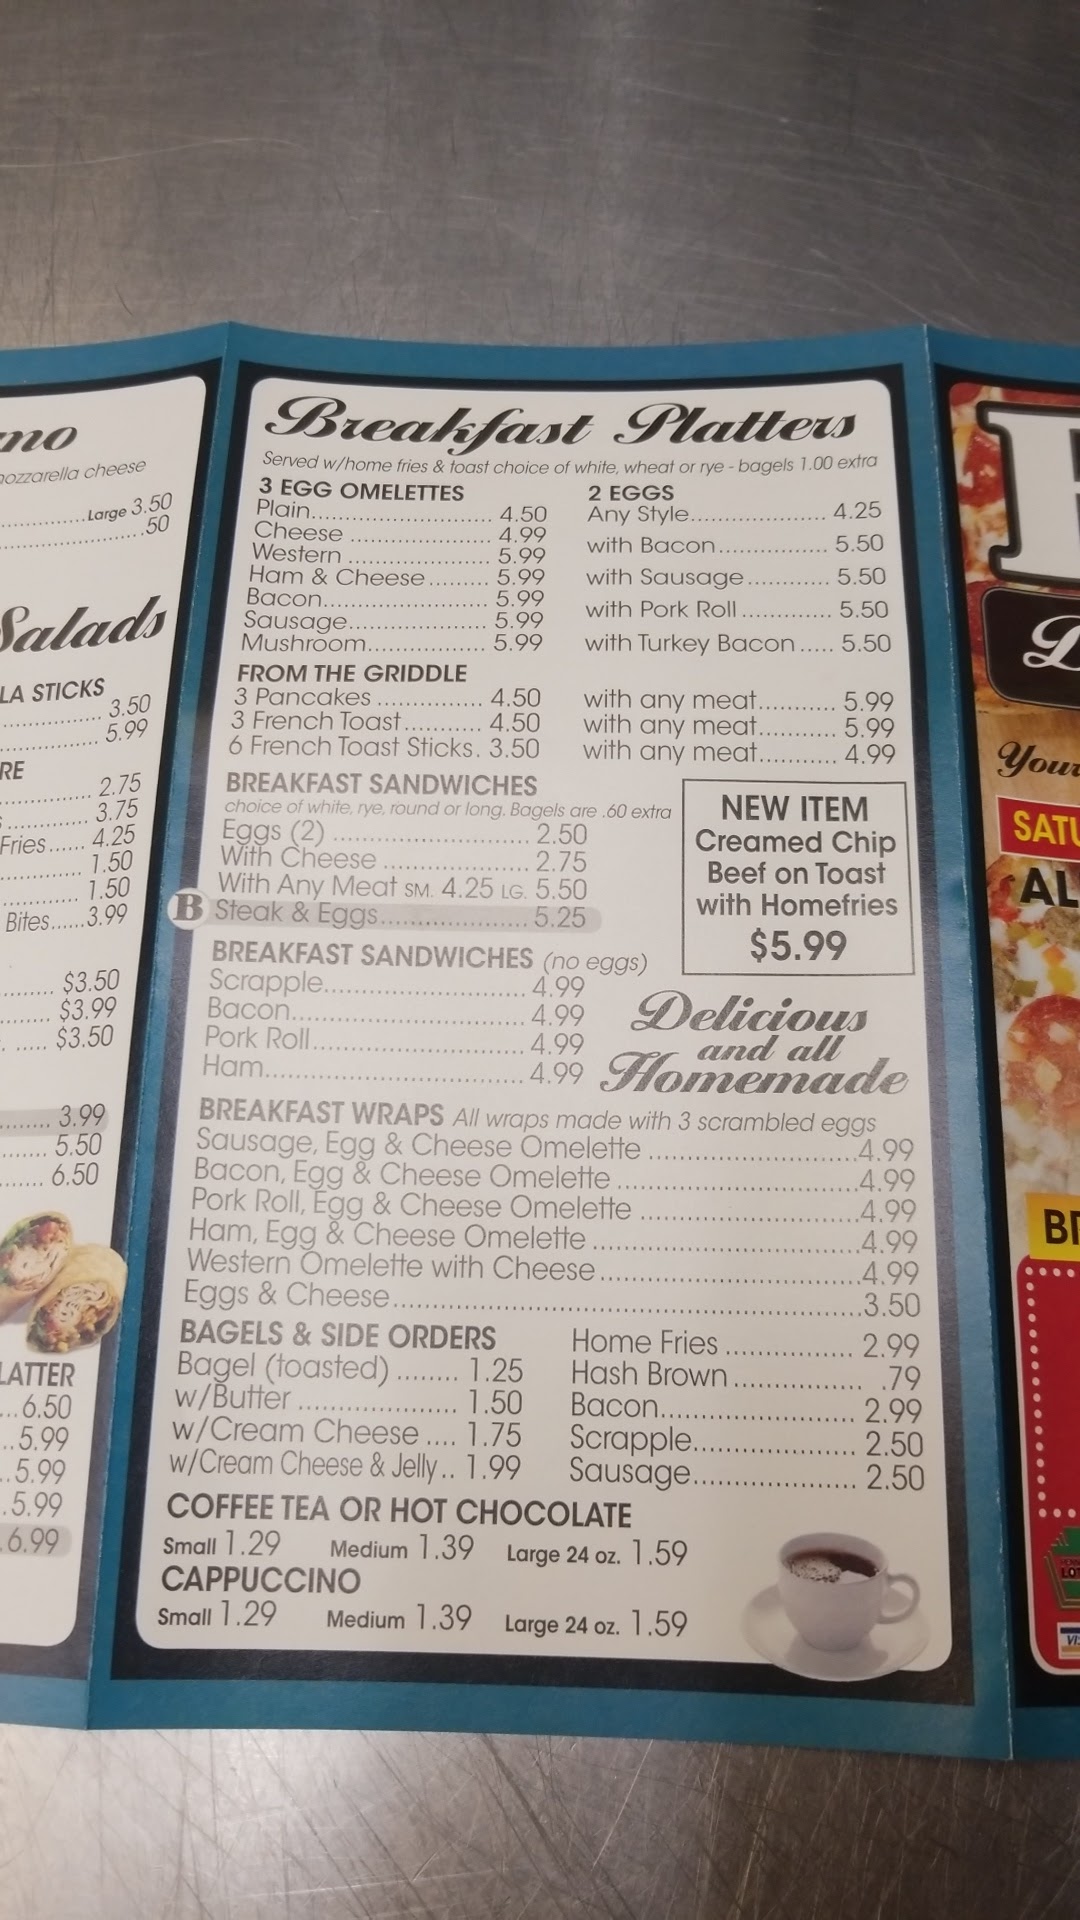 mo
mozzarella cheese
Large 3.50
.50
Salads
LA STICKS
3.50
5.99
RE
2.75
3.75
Fries...... 4.25
1.50
1.50
Bites......3.99
$3.50
$3.99
$3.50
3.99
5.50
6.50
LATTER
6.50
5.99
5.99
5.99
6.99
Breakfast Platters
Served w/home fries & toast choice of white, wheat or rye - bagels 1.00 extra
3 EGG OMELETTES
Plain.......... 4.50
Cheese .......... 4.99
Western .......... 5.99
Ham & Cheese .......... 5.99
Bacon.......... 5.99
Sausage.......... 5.99
Mushroom.......... 5.99
2 EGGS
Any Style.......... 4.25
with Bacon .......... 5.50
with Sausage .......... 5.50
with Pork Roll .......... 5.50
with Turkey Bacon ..... 5.50
FROM THE GRIDDLE
3 Pancakes .......... 4.50 with any meat.......... 5.99
3 French Toast .......... 4.50 with any meat.......... 5.99
6 French Toast Sticks. 3.50 with any meat.......... 4.99
BREAKFAST SANDWICHES
choice of white, rye, round or long. Bagels are .60 extra
Eggs (2) .......... 2.50
With Cheese .......... 2.75
With Any Meat SM. 4.25 LG. 5.50
B Steak & Eggs.......... 5.25
NEW ITEM
Creamed Chip
Beef on Toast
with Homefries
$5.99
BREAKFAST SANDWICHES (no eggs)
Scrapple.......... 4.99
Bacon.......... 4.99
Pork Roll.......... 4.99
Ham.......... 4.99
Delicious
and all
Homemade
BREAKFAST WRAPS All wraps made with 3 scrambled eggs
Sausage, Egg & Cheese Omelette ..........4.99
Bacon, Egg & Cheese Omelette ..........4.99
Pork Roll, Egg & Cheese Omelette ..........4.99
Ham, Egg & Cheese Omelette ..........4.99
Western Omelette with Cheese ..........4.99
Eggs & Cheese..........3.50
BAGELS & SIDE ORDERS
Bagel (toasted) ........ 1.25
w/Butter .......... 1.50
w/Cream Cheese .... 1.75
w/Cream Cheese & Jelly.. 1.99
Home Fries .......... 2.99
Hash Brown .......... .79
Bacon.......... 2.99
Scrapple.......... 2.50
Sausage.......... 2.50
COFFEE TEA OR HOT CHOCOLATE
Small 1.29 Medium 1.39 Large 24 oz. 1.59
CAPPUCCINO
Small 1.29 Medium 1.39 Large 24 oz. 1.59
Your
SATU
AL